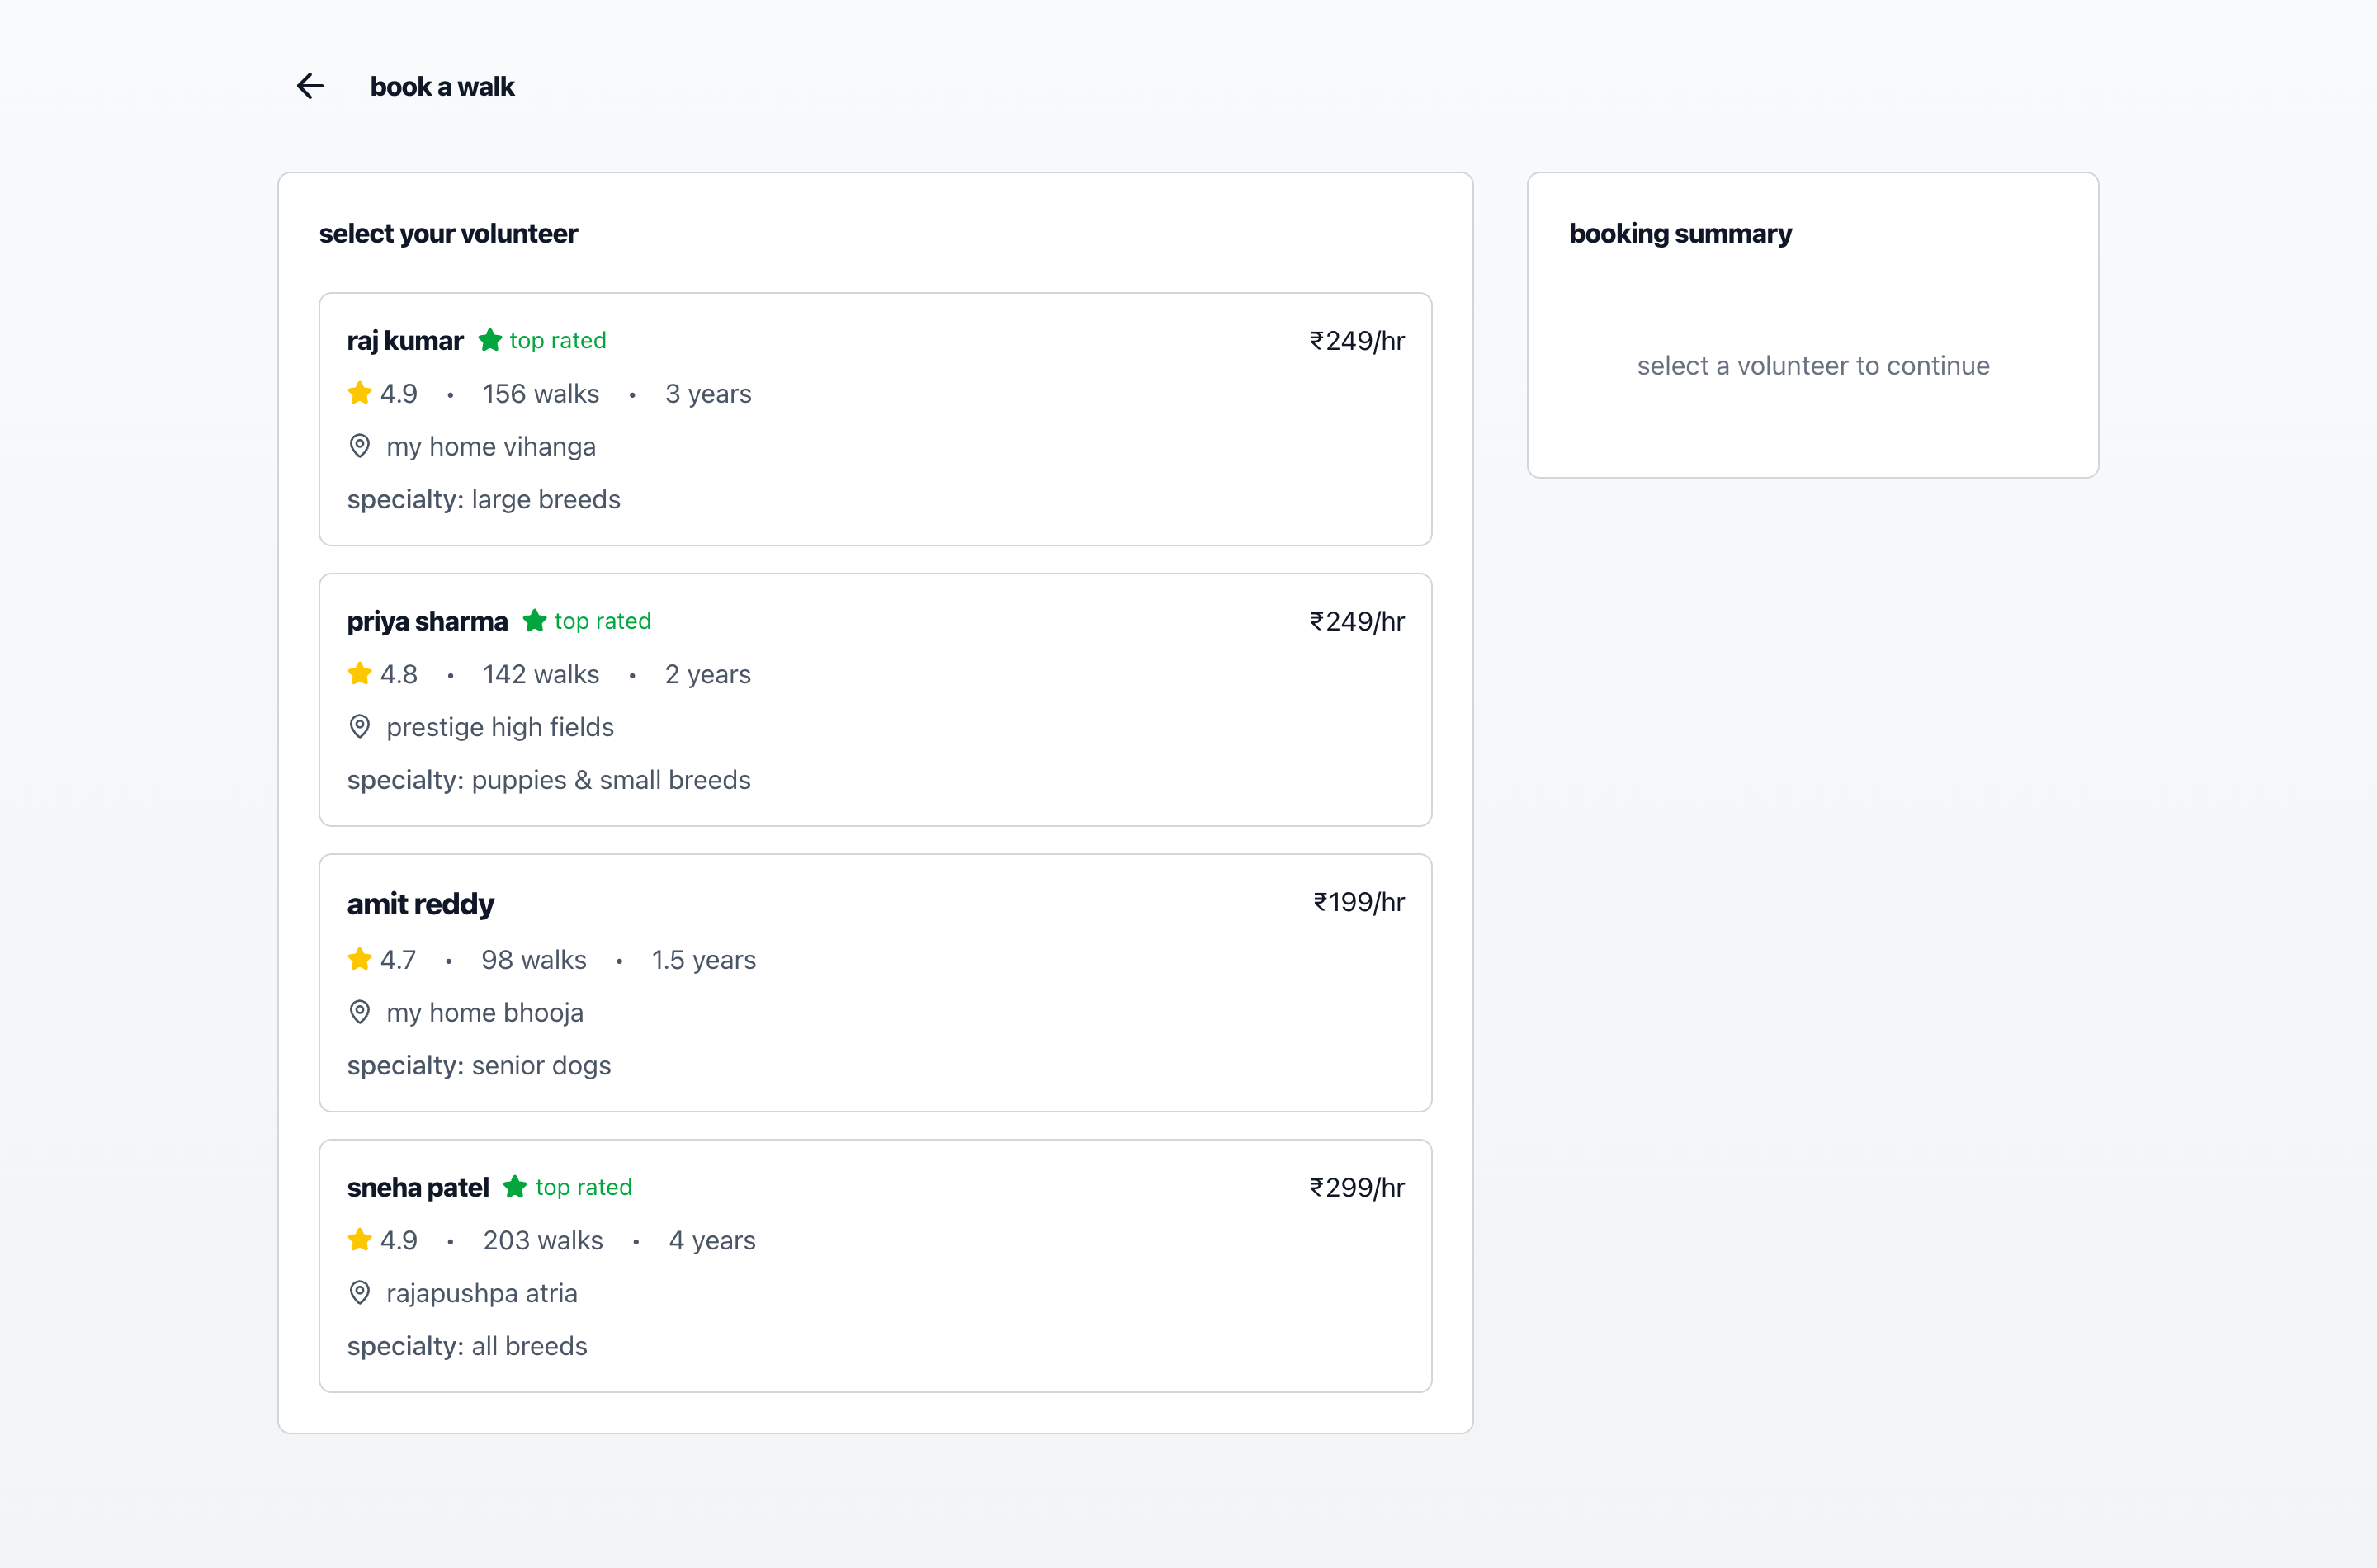 book a walk
select your volunteer
raj kumar top rated ₹249/hr
4.9 • 156 walks • 3 years
my home vihanga
specialty: large breeds
priya sharma top rated ₹249/hr
4.8 • 142 walks • 2 years
prestige high fields
specialty: puppies & small breeds
amit reddy ₹199/hr
4.7 • 98 walks • 1.5 years
my home bhooja
specialty: senior dogs
sneha patel top rated ₹299/hr
4.9 • 203 walks • 4 years
rajapushpa atria
specialty: all breeds
booking summary
select a volunteer to continue